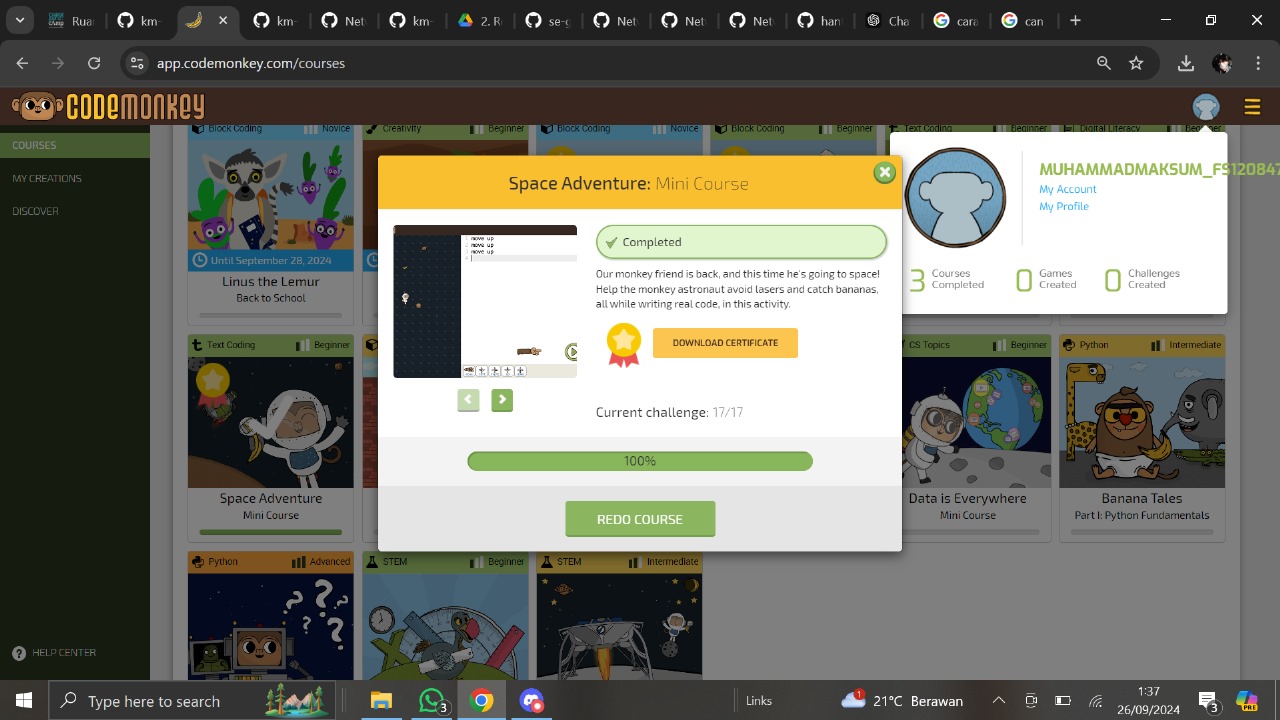 Ruar
km-
km-
Net
km-
2. Re
se-g
Net
Net
Net
han
Cha
cara
can
app.codemonkey.com/courses
CODEMONKEY
COURSES
MY CREATIONS
DISCOVER
HELP CENTER
Block Coding Novice
Creativity Beginner
Block Coding Novice
Block Coding Beginner
Text Coding Beginner
Digital Literacy Beginner
Until September 28, 2024
Linus the Lemur
Back to School
MUHAMMADMAKSUM_FS120847
My Account
My Profile
3 Courses Completed
0 Games Created
0 Challenges Created
Space Adventure: Mini Course
move up
move up
move up
Completed
Our monkey friend is back, and this time he's going to space!
Help the monkey astronaut avoid lasers and catch bananas,
all while writing real code, in this activity.
DOWNLOAD CERTIFICATE
Current challenge: 17/17
100%
REDO COURSE
Text Coding Beginner
Space Adventure
Mini Course
CS Topics Beginner
Data is Everywhere
Mini Course
Python Intermediate
Banana Tales
Part I: Python Fundamentals
Python Advanced
STEM Beginner
STEM Intermediate
Type here to search
3
Links
1
21°C Berawan
1:37
26/09/2024
3
PRE